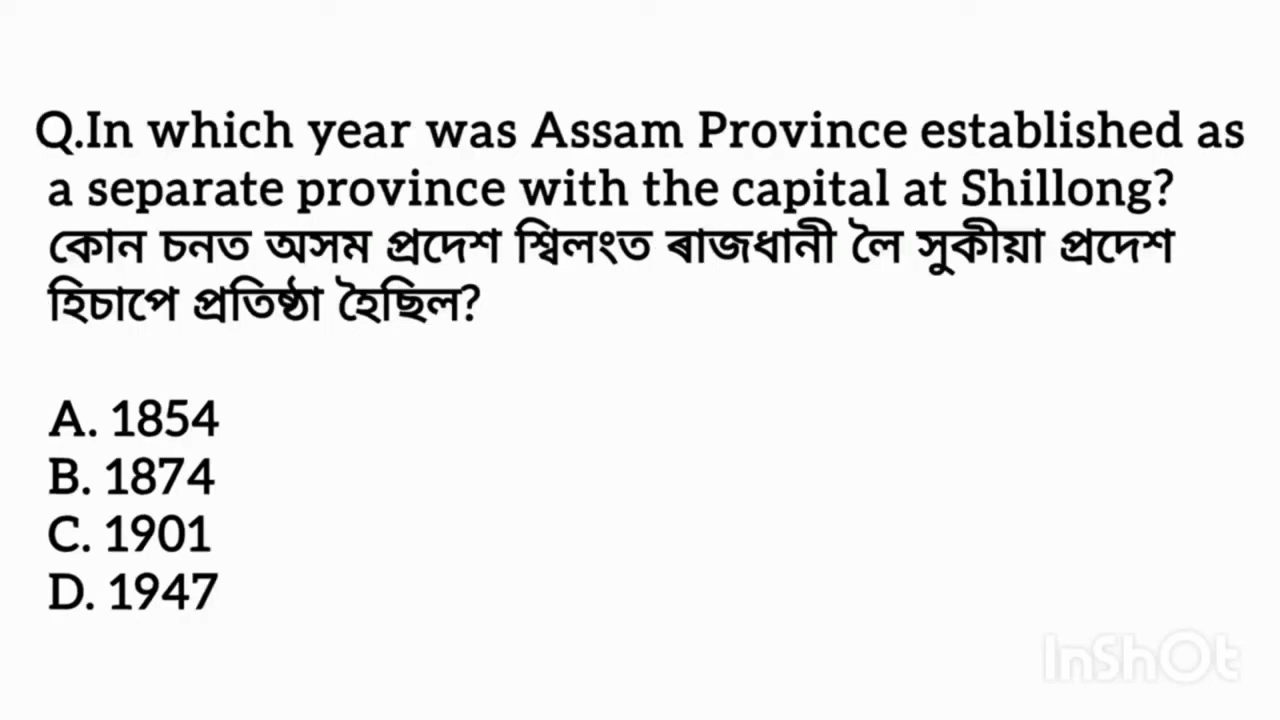 Q.In which year was Assam Province established as
a separate province with the capital at Shillong?
কোন চনত অসম প্ৰদেশ শ্বিলংত ৰাজধানী লৈ সুকীয়া প্ৰদেশ
হিচাপে প্ৰতিষ্ঠা হৈছিল?
A. 1854
B. 1874
C. 1901
D. 1947
InShOt